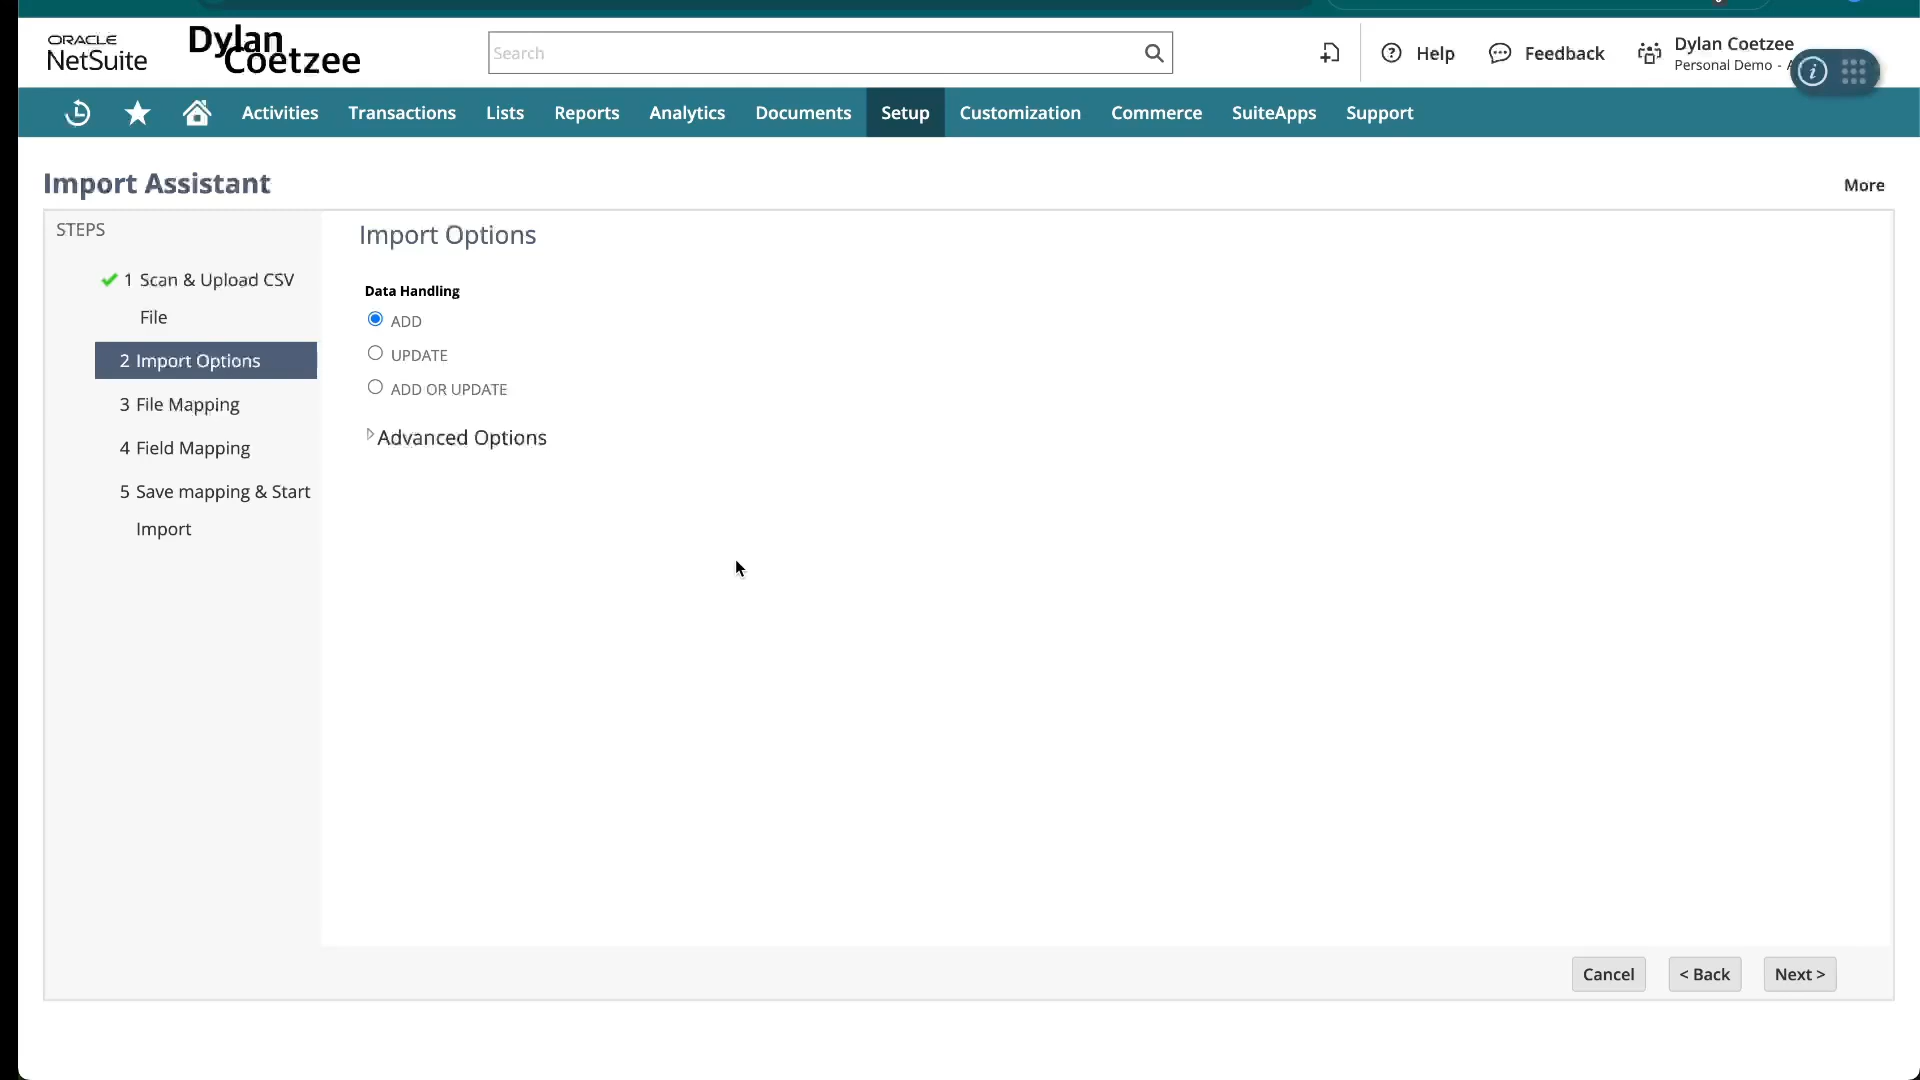 ORACLE
NetSuite
Dylan
Coetzee
Search
Help
Feedback
Dylan Coetzee
Personal Demo -
Activities
Transactions
Lists
Reports
Analytics
Documents
Setup
Customization
Commerce
SuiteApps
Support
Import Assistant
More
STEPS
1 Scan & Upload CSV
File
2 Import Options
3 File Mapping
4 Field Mapping
5 Save mapping & Start
Import
Import Options
Data Handling
ADD
UPDATE
ADD OR UPDATE
Advanced Options
Cancel
< Back
Next >